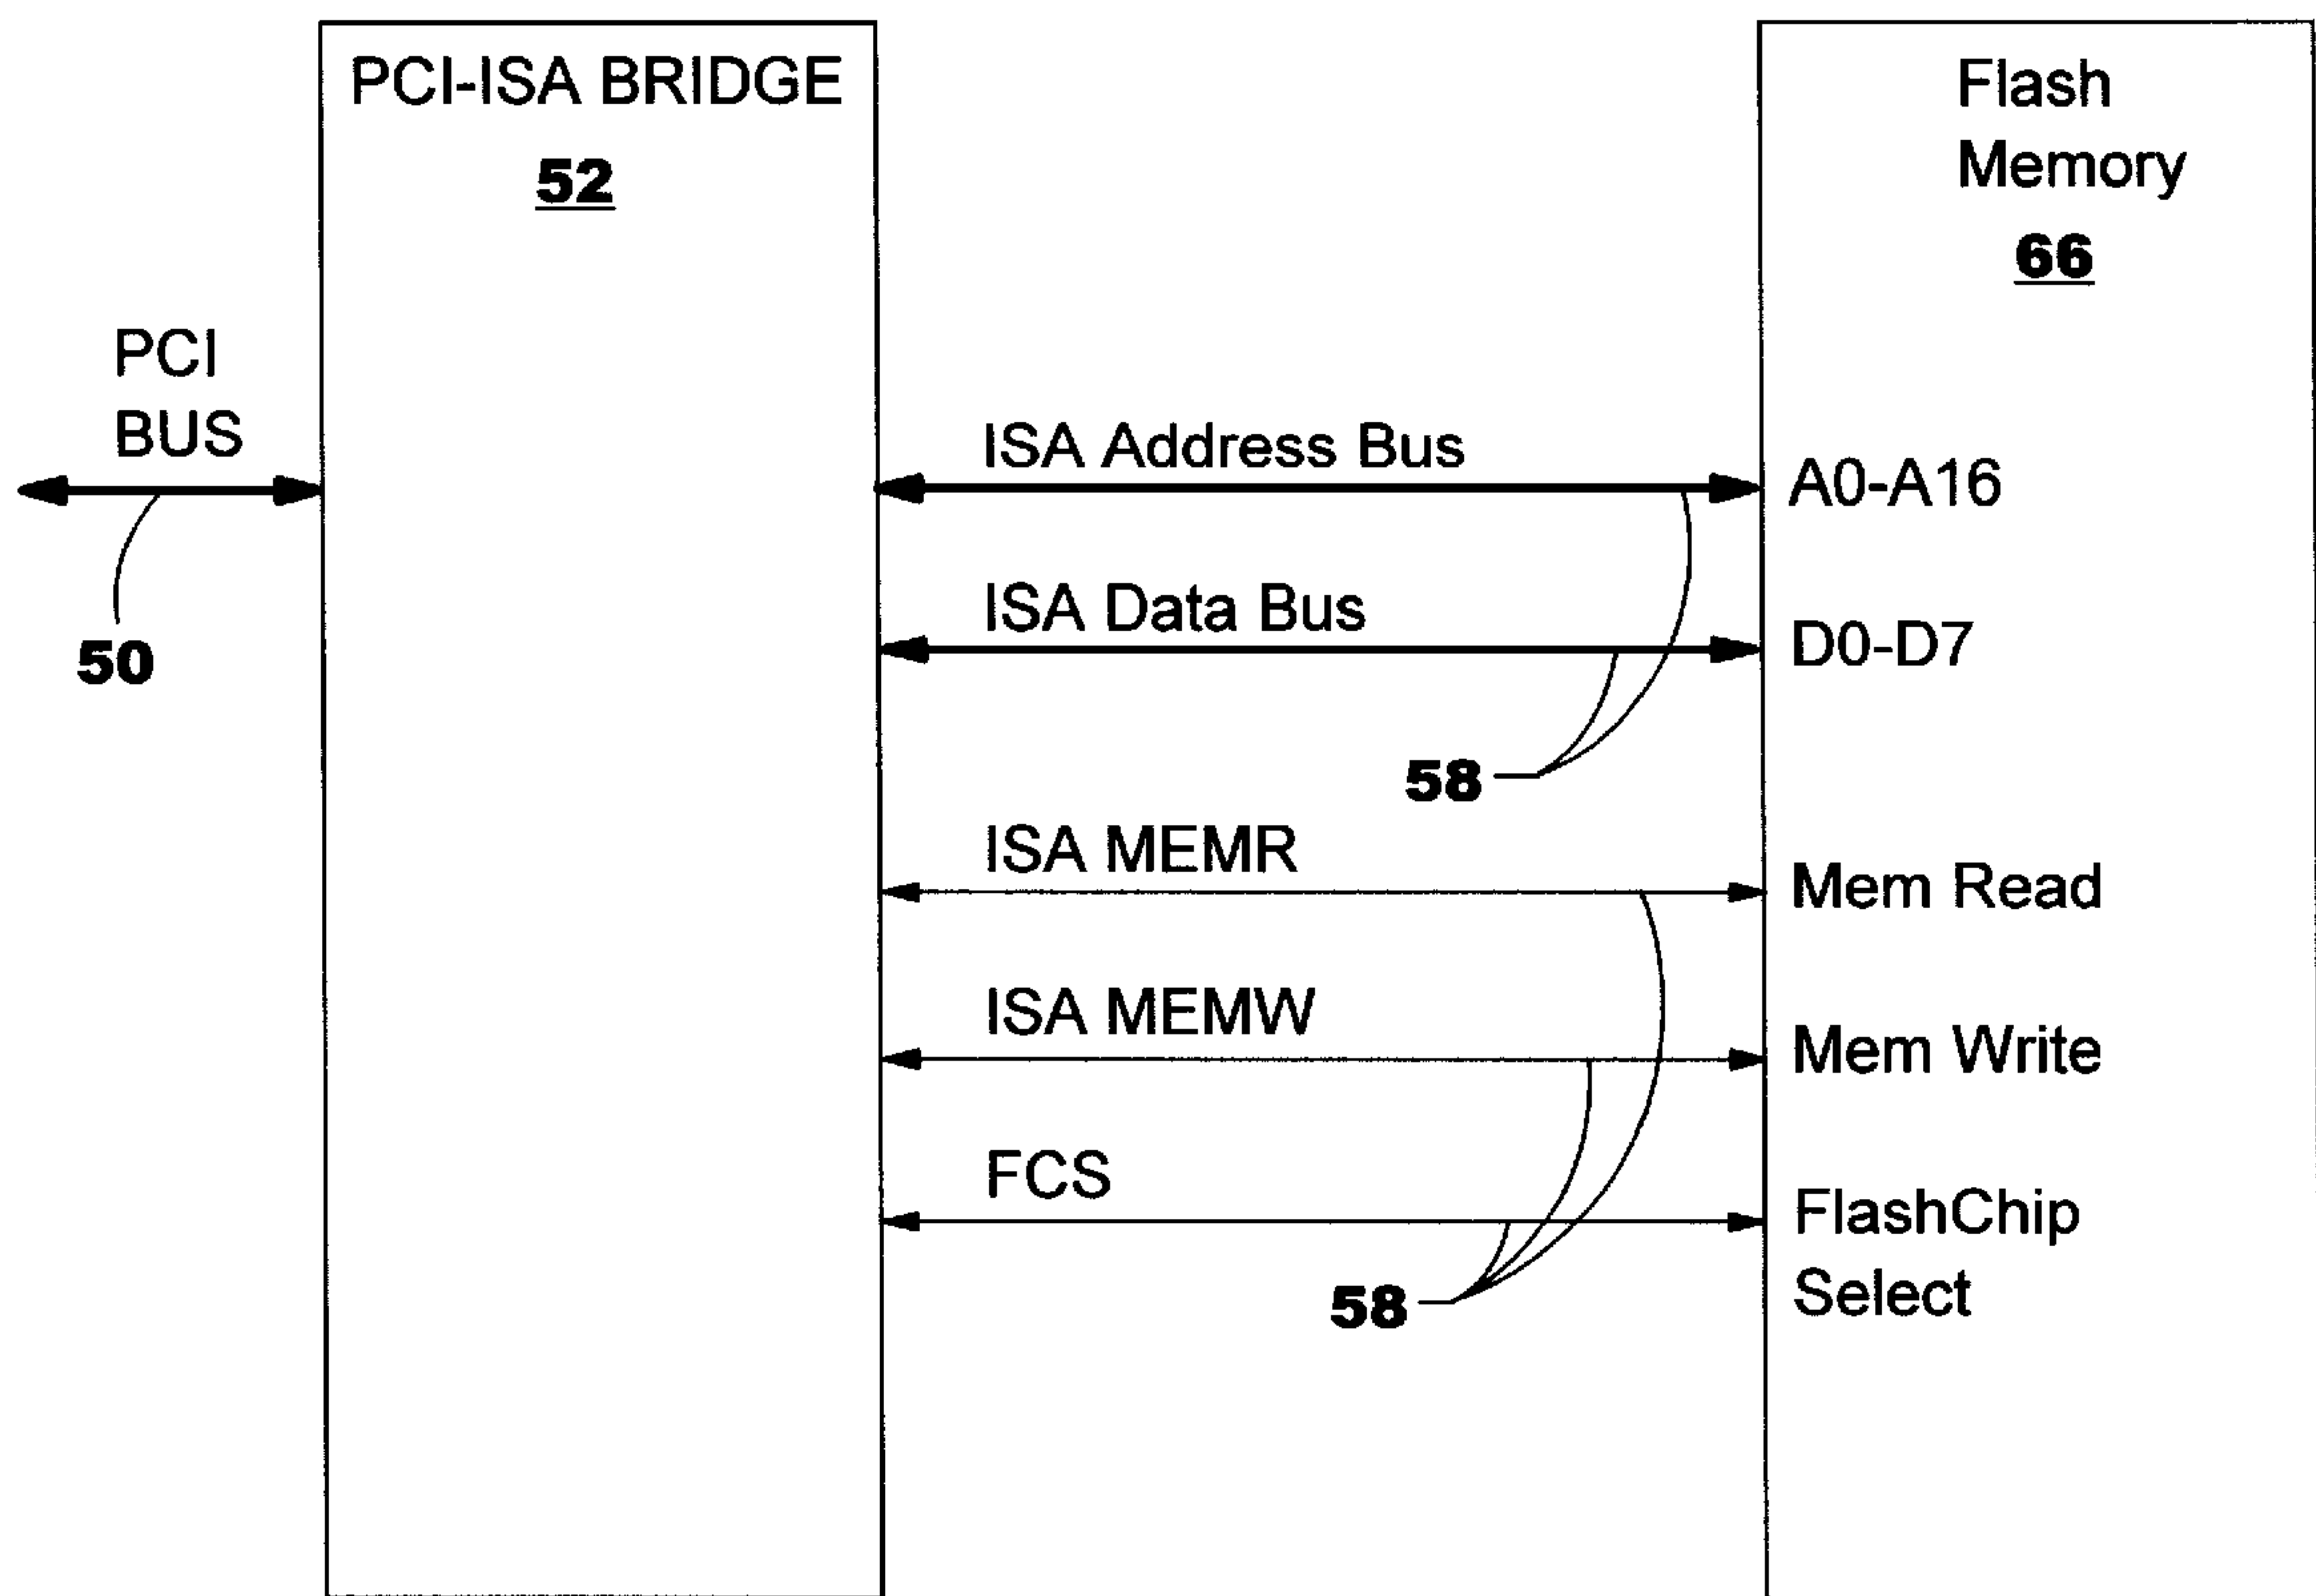 PCI-ISA BRIDGE
52
Flash
Memory
66
PCI
BUS
50
ISA Address Bus
A0-A16
ISA Data Bus
D0-D7
58
ISA MEMR
Mem Read
ISA MEMW
Mem Write
FCS
FlashChip
Select
58